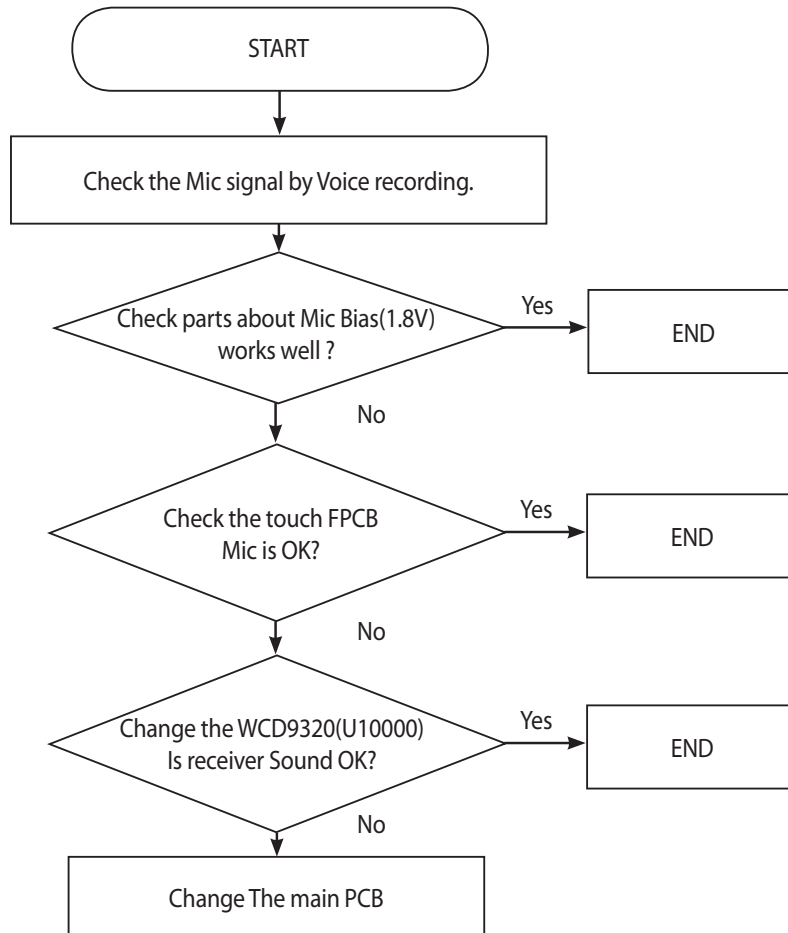 START
Check the Mic signal by Voice recording.
Check parts about Mic Bias(1.8V)
works well ?
Yes
END
No
Check the touch FPCB
Mic is OK?
Yes
END
No
Change the WCD9320(U10000)
Is receiver Sound OK?
Yes
END
No
Change The main PCB